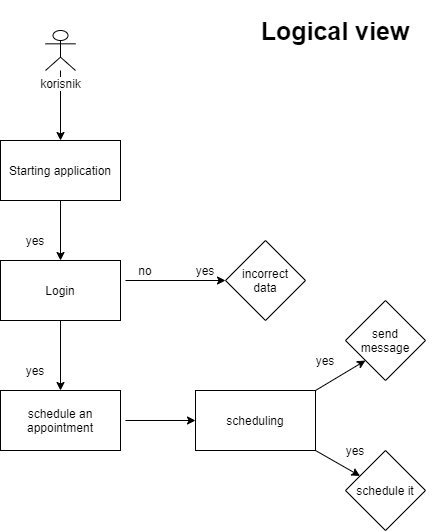 Logical view
korisnik
Starting application
yes
no
yes
incorrect
data
Login
send
message
yes
yes
schedule an
appointment
scheduling
yes
schedule it